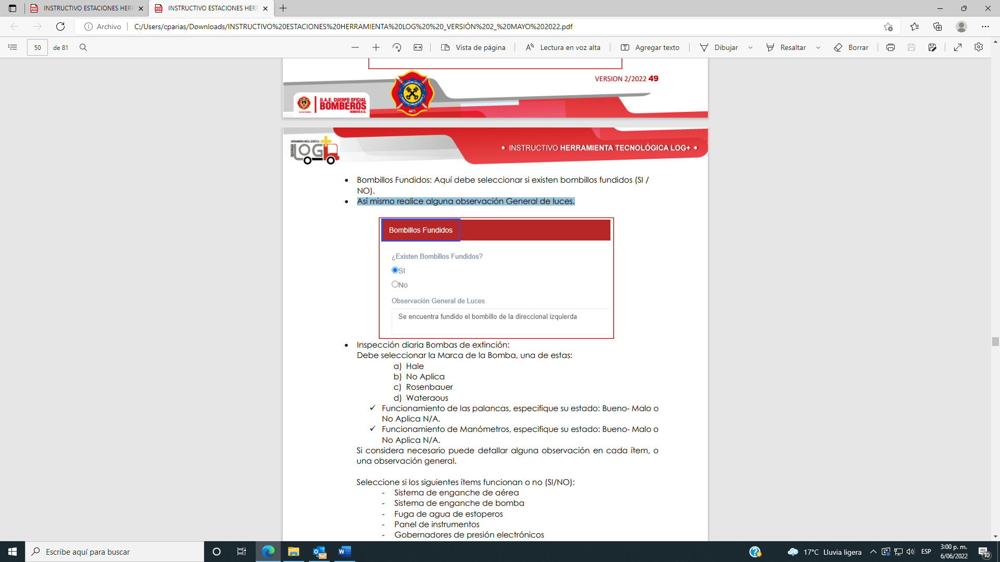 INSTRUCTIVO ESTACIONES HERR
INSTRUCTIVO ESTACIONES HERR
Archivo
C:/Users/cparias/Downloads/INSTRUCTIVO%20ESTACIONES%20HERRAMIENTA%20LOG%20%20_VERSIÓN%202_%20MAYO%202022.pdf
50 de 81
Vista de página
Lectura en voz alta
Agregar texto
Dibujar
Resaltar
Borrar
VERSION 2/2022 49
U.A.E. CUERPO OFICIAL
BOMBEROS
BOGOTÁ D.C.
HERRAMIENTA MESA LOGÍSTICA
LOG
• INSTRUCTIVO HERRAMIENTA TECNOLÓGICA LOG+ •
• Bombillos Fundidos: Aquí debe seleccionar si existen bombillos fundidos (SI /
NO).
• Así mismo realice alguna observación General de luces.
Bombillos Fundidos
¿Existen Bombillos Fundidos?
SI
No
Observación General de Luces
Se encuentra fundido el bombillo de la direccional izquierda
• Inspección diaria Bombas de extinción:
Debe seleccionar la Marca de la Bomba, una de estas:
a) Hale
b) No Aplica
c) Rosenbauer
d) Wateraous
✓ Funcionamiento de las palancas, especifique su estado: Bueno- Malo o
No Aplica N/A.
✓ Funcionamiento de Manómetros, especifique su estado: Bueno- Malo o
No Aplica N/A.
Si considera necesario puede detallar alguna observación en cada ítem, o
una observación general.
Seleccione si los siguientes ítems funcionan o no (SI/NO):
- Sistema de enganche de aérea
- Sistema de enganche de bomba
- Fuga de agua de estoperos
- Panel de instrumentos
- Gobernadores de presión electrónicos
Escribe aquí para buscar
17°C Lluvia ligera
ESP
3:00 p. m.
6/06/2022
10